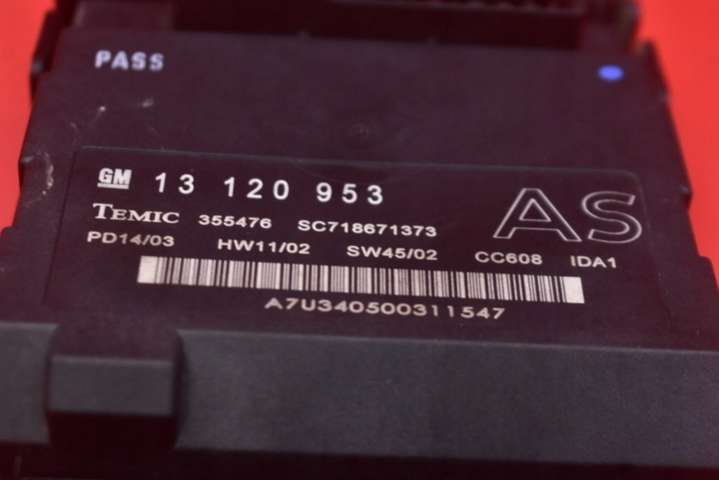 PASS
GM 13 120 953
AS
TEMIC 355476 SC718671373
PD14/03 HW11/02 SW45/02 CC608 IDA1
A7U340500311547